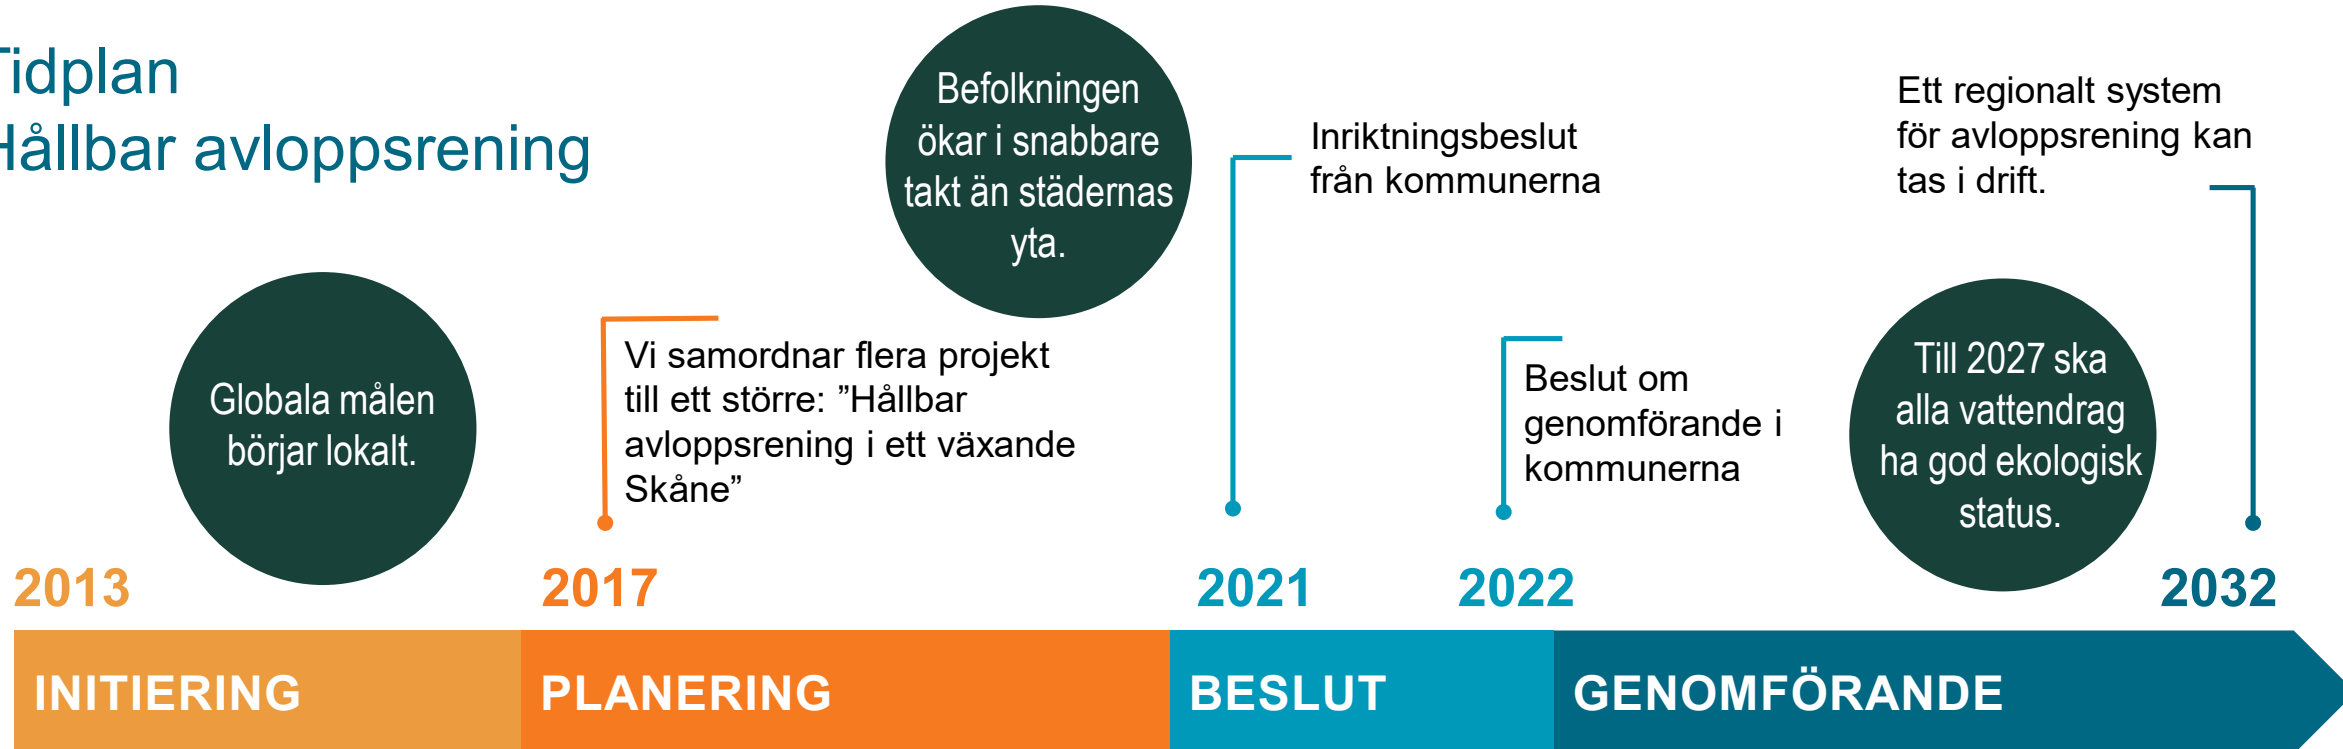 Tidplan
Hållbar avloppsrening
Befolkningen
ökar i snabbare
takt än städernas
yta.
Inriktningsbeslut
från kommunerna
Ett regionalt system
för avloppsrening kan
tas i drift.
Globala målen
börjar lokalt.
Vi samordnar flera projekt
till ett större: ”Hållbar
avloppsrening i ett växande
Skåne”
Beslut om
genomförande i
kommunerna
Till 2027 ska
alla vattendrag
ha god ekologisk
status.
2013
2017
2021
2022
2032
INITIERING
PLANERING
BESLUT
GENOMFÖRANDE